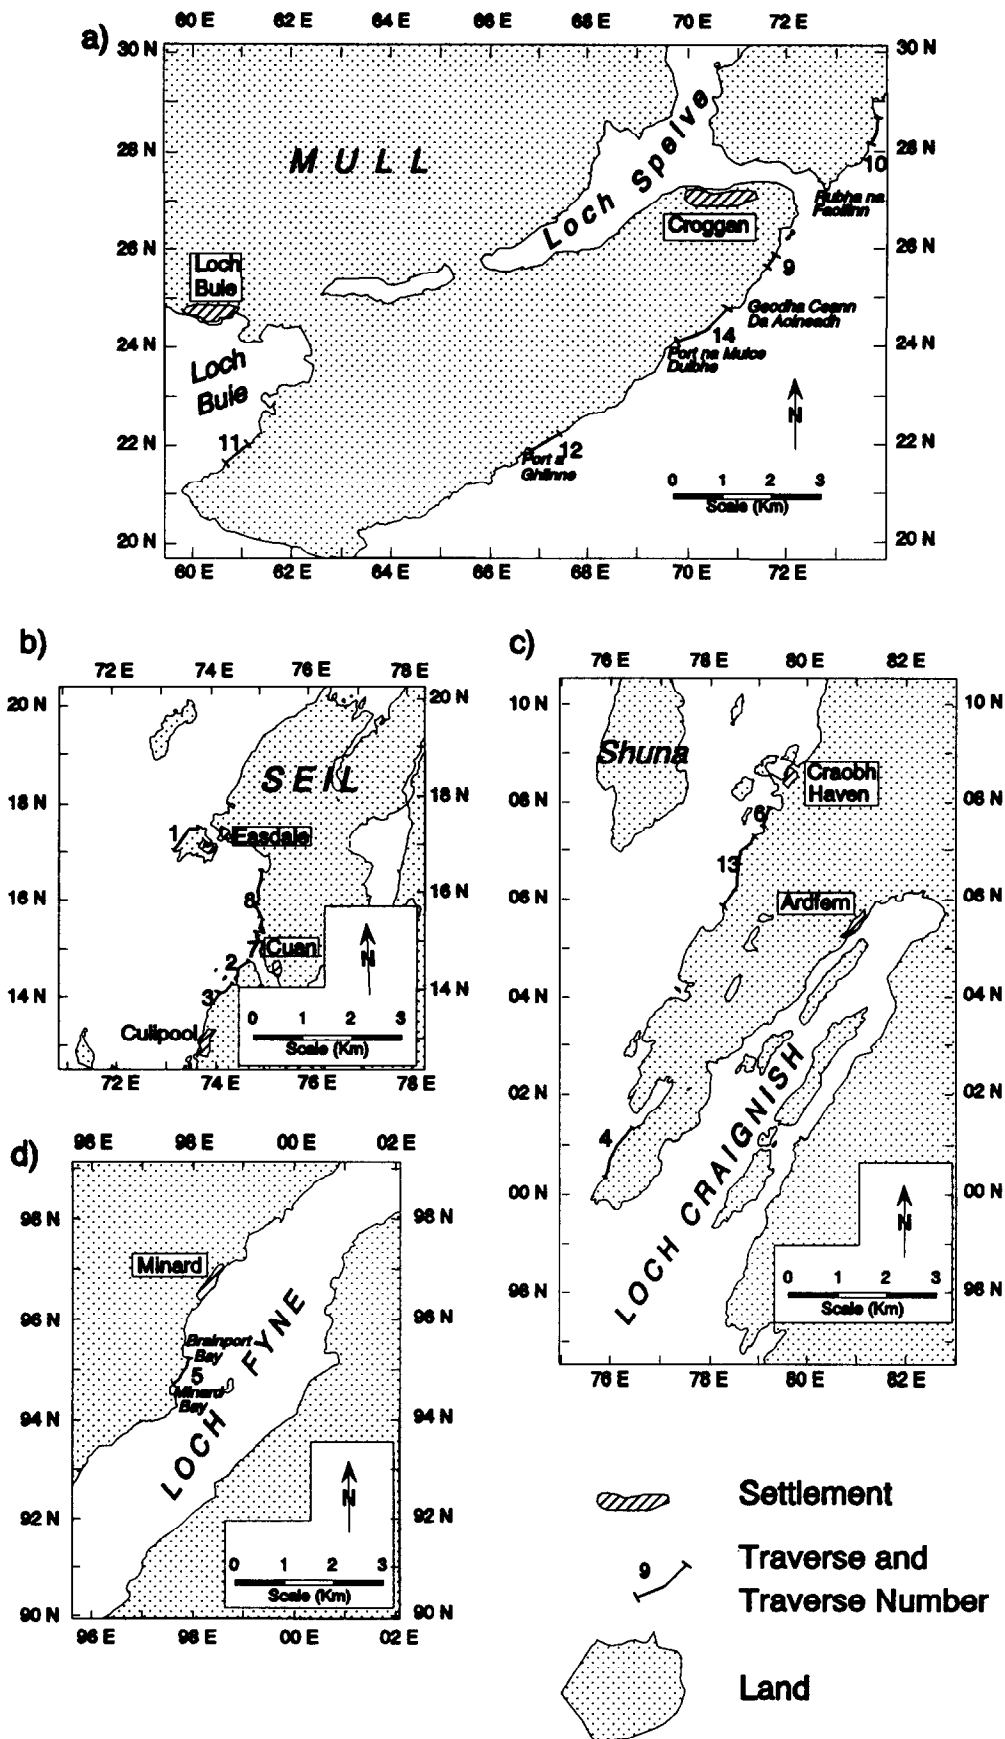 a)
60 E 62 E 64 E 66 E 68 E 70 E 72 E
30 N 30 N
28 N 28 N
26 N 26 N
24 N 24 N
22 N 22 N
20 N 20 N
MULL
Loch Spelve
10
Rubha na
Faoilinn
Croggan
9
Loch
Buie
Geodha Ceann
Da Aoineadh
14
Port na Muice
Duibhe
Loch
Buie
N
11
12
Port a
Ghlinne
0 1 2 3
Scale (Km)
60 E 62 E 64 E 66 E 68 E 70 E 72 E
b)
72 E 74 E 76 E 78 E
20 N 20 N
18 N 18 N
16 N 16 N
14 N 14 N
SEIL
1
Easdale
8
7
Cuan
2
3
Cullpool
N
0 1 2 3
Scale (Km)
72 E 74 E 76 E 78 E
c)
76 E 78 E 80 E 82 E
10 N 10 N
08 N 08 N
06 N 06 N
04 N 04 N
02 N 02 N
00 N 00 N
98 N 98 N
Shuna
Craobh
Haven
6
13
Ardfern
4
LOCH CRAIGNISH
N
0 1 2 3
Scale (Km)
76 E 78 E 80 E 82 E
d)
96 E 98 E 00 E 02 E
98 N 98 N
96 N 96 N
94 N 94 N
92 N 92 N
90 N 90 N
Minard
Brainport
Bay
5
Minard
Bay
LOCH FYNE
N
0 1 2 3
Scale (Km)
96 E 98 E 00 E 02 E
Settlement
9
Traverse and
Traverse Number
Land